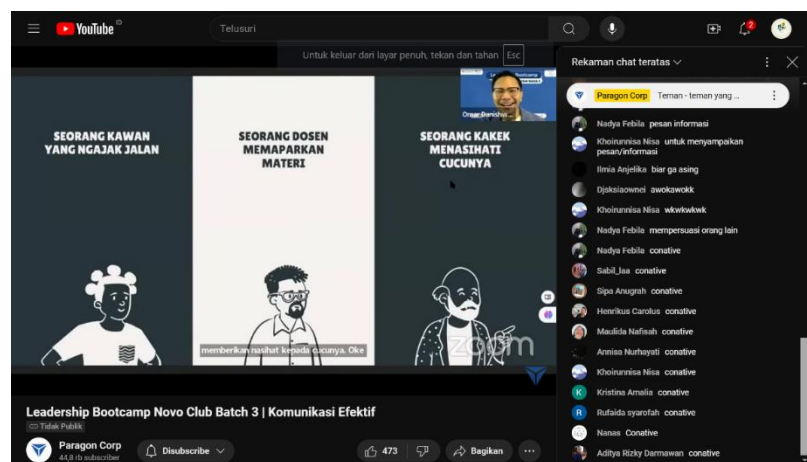 YouTube
ID
Telusuri
2
Untuk keluar dari layar penuh, tekan dan tahan Esc
SEORANG KAWAN
YANG NGAJAK JALAN
SEORANG DOSEN
MEMAPARKAN
MATERI
SEORANG KAKEK
MENASIHATI
CUCUNYA
memberikan nasihat kepada cucunya. Oke
zoom
Leadership Bootcamp Novo Club Batch 3 | Komunikasi Efektif
Tidak Publik
Paragon Corp
44,8 rb subscriber
Disubscribe
473
Bagikan
Rekaman chat teratas
Paragon Corp Teman - teman yang ...
Nadya Febila pesan informasi
Khoirunnisa Nisa untuk menyampaikan
pesan/informasi
Ilmia Anjelika biar ga asing
Djsksiaownei awokawokk
Khoirunnisa Nisa wkwkwkwk
Nadya Febila mempersuasi orang lain
Nadya Febila conative
Sabil_laa conative
Sipa Anugrah conative
Henrikus Carolus conative
Maulida Nafisah conative
Annisa Nurhayati conative
Khoirunnisa Nisa conative
K Kristina Amalia conative
R Rufaida syarofah conative
Nanas Conative
Aditya Rizky Darmawan conative